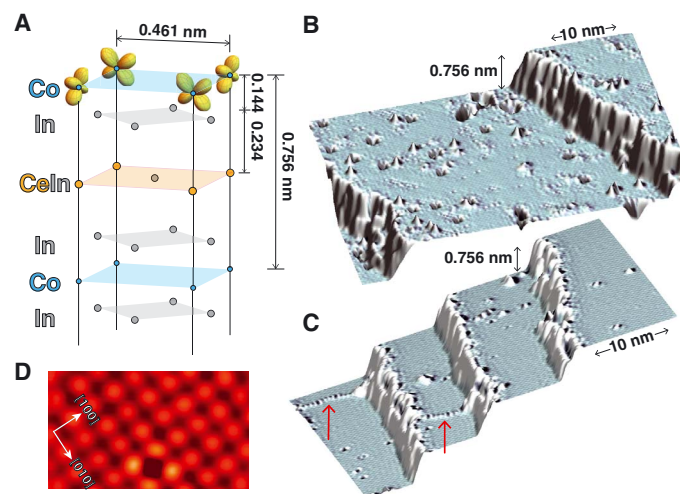 A
0.461 nm
Co
In
0.144
0.234
0.756 nm
CeIn
In
Co
In
B
10 nm
0.756 nm
0.756 nm
C
10 nm
D
[100]
[010]